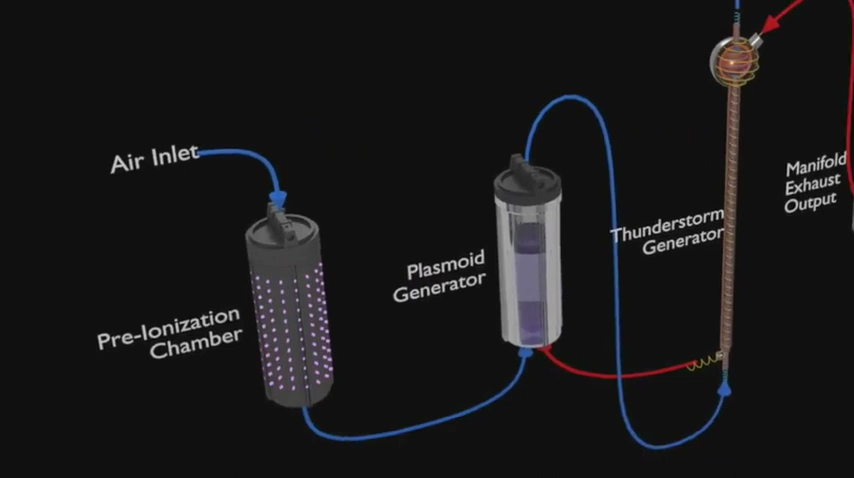 Air Inlet
Pre-Ionization
Chamber
Plasmoid
Generator
Thunderstorm
Generator
Manifold
Exhaust
Output